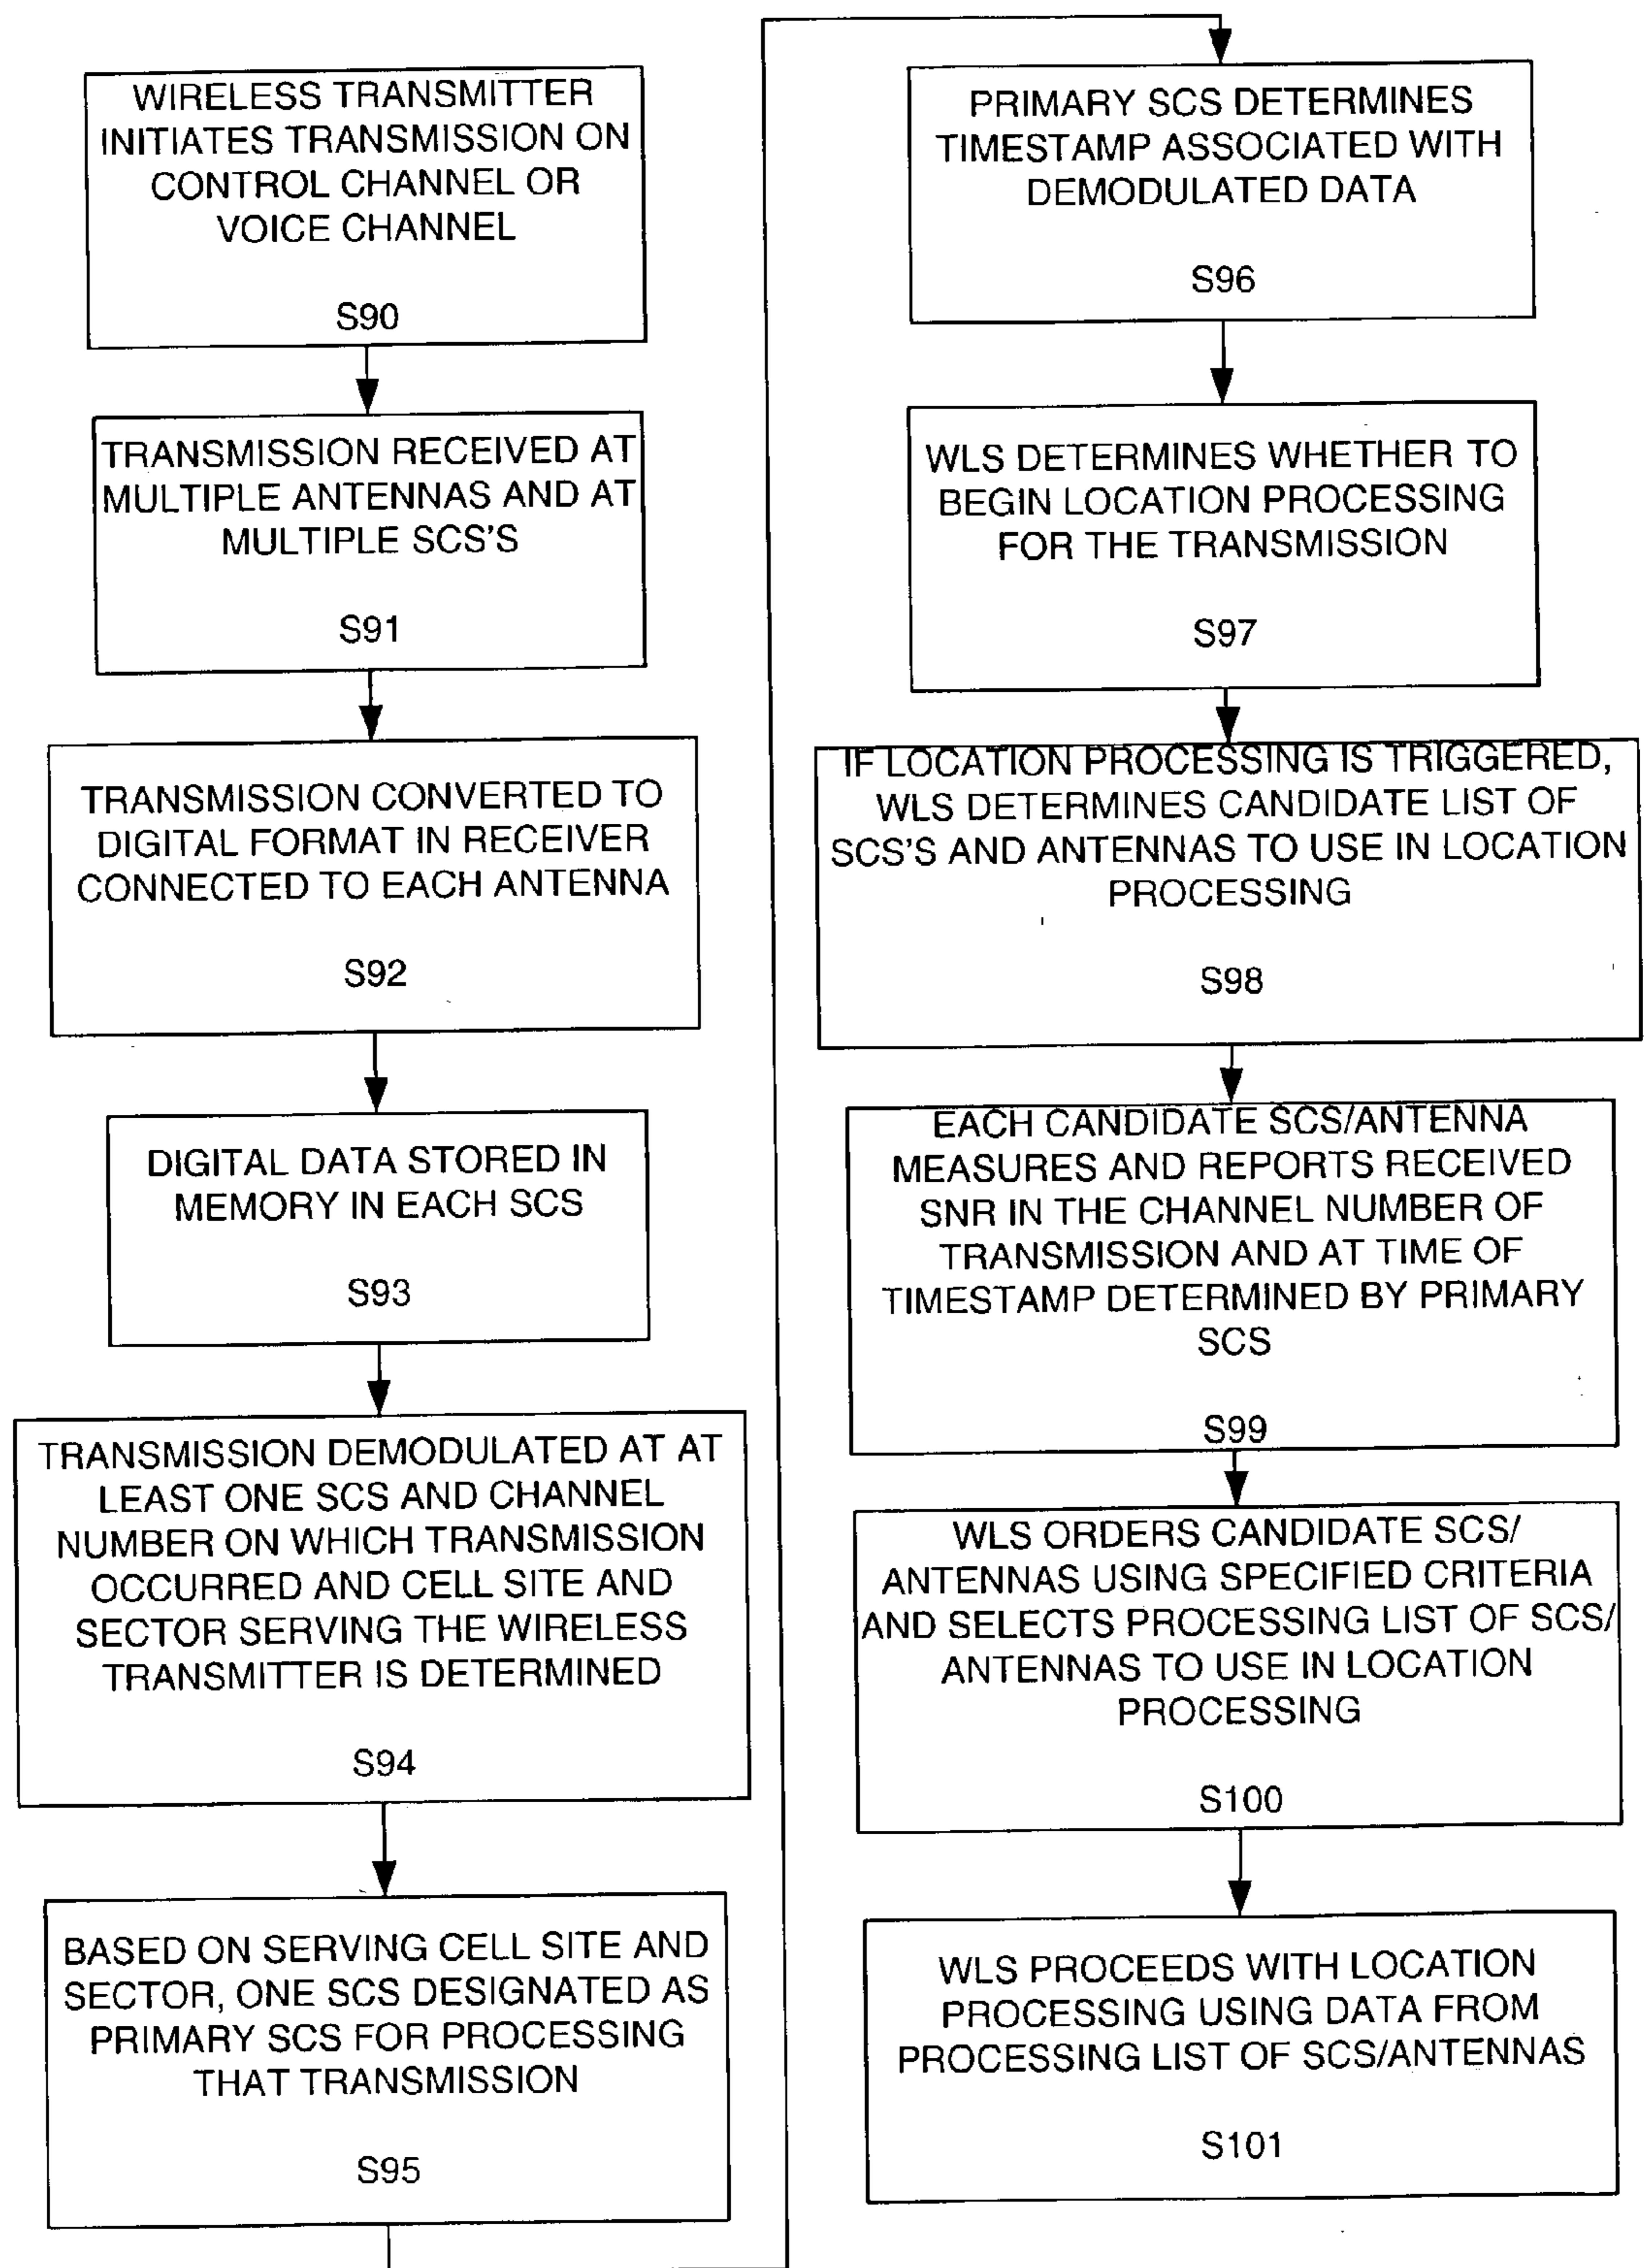 WIRELESS TRANSMITTER
INITIATES TRANSMISSION ON
CONTROL CHANNEL OR
VOICE CHANNEL
S90
TRANSMISSION RECEIVED AT
MULTIPLE ANTENNAS AND AT
MULTIPLE SCS'S
S91
TRANSMISSION CONVERTED TO
DIGITAL FORMAT IN RECEIVER
CONNECTED TO EACH ANTENNA
S92
DIGITAL DATA STORED IN
MEMORY IN EACH SCS
S93
TRANSMISSION DEMODULATED AT AT
LEAST ONE SCS AND CHANNEL
NUMBER ON WHICH TRANSMISSION
OCCURRED AND CELL SITE AND
SECTOR SERVING THE WIRELESS
TRANSMITTER IS DETERMINED
S94
BASED ON SERVING CELL SITE AND
SECTOR, ONE SCS DESIGNATED AS
PRIMARY SCS FOR PROCESSING
THAT TRANSMISSION
S95
PRIMARY SCS DETERMINES
TIMESTAMP ASSOCIATED WITH
DEMODULATED DATA
S96
WLS DETERMINES WHETHER TO
BEGIN LOCATION PROCESSING
FOR THE TRANSMISSION
S97
IF LOCATION PROCESSING IS TRIGGERED,
WLS DETERMINES CANDIDATE LIST OF
SCS'S AND ANTENNAS TO USE IN LOCATION
PROCESSING
S98
EACH CANDIDATE SCS/ANTENNA
MEASURES AND REPORTS RECEIVED
SNR IN THE CHANNEL NUMBER OF
TRANSMISSION AND AT TIME OF
TIMESTAMP DETERMINED BY PRIMARY
SCS
S99
WLS ORDERS CANDIDATE SCS/
ANTENNAS USING SPECIFIED CRITERIA
AND SELECTS PROCESSING LIST OF SCS/
ANTENNAS TO USE IN LOCATION
PROCESSING
S100
WLS PROCEEDS WITH LOCATION
PROCESSING USING DATA FROM
PROCESSING LIST OF SCS/ANTENNAS
S101